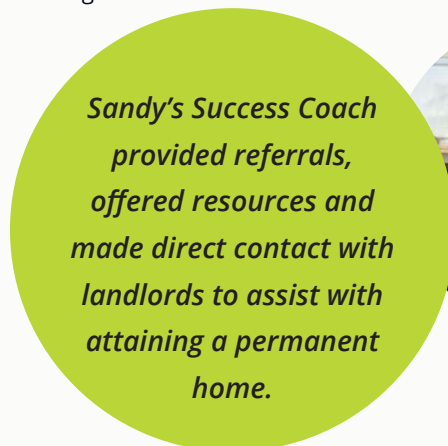 Sandy’s Success Coach
provided referrals,
offered resources and
made direct contact with
landlords to assist with
attaining a permanent
home.